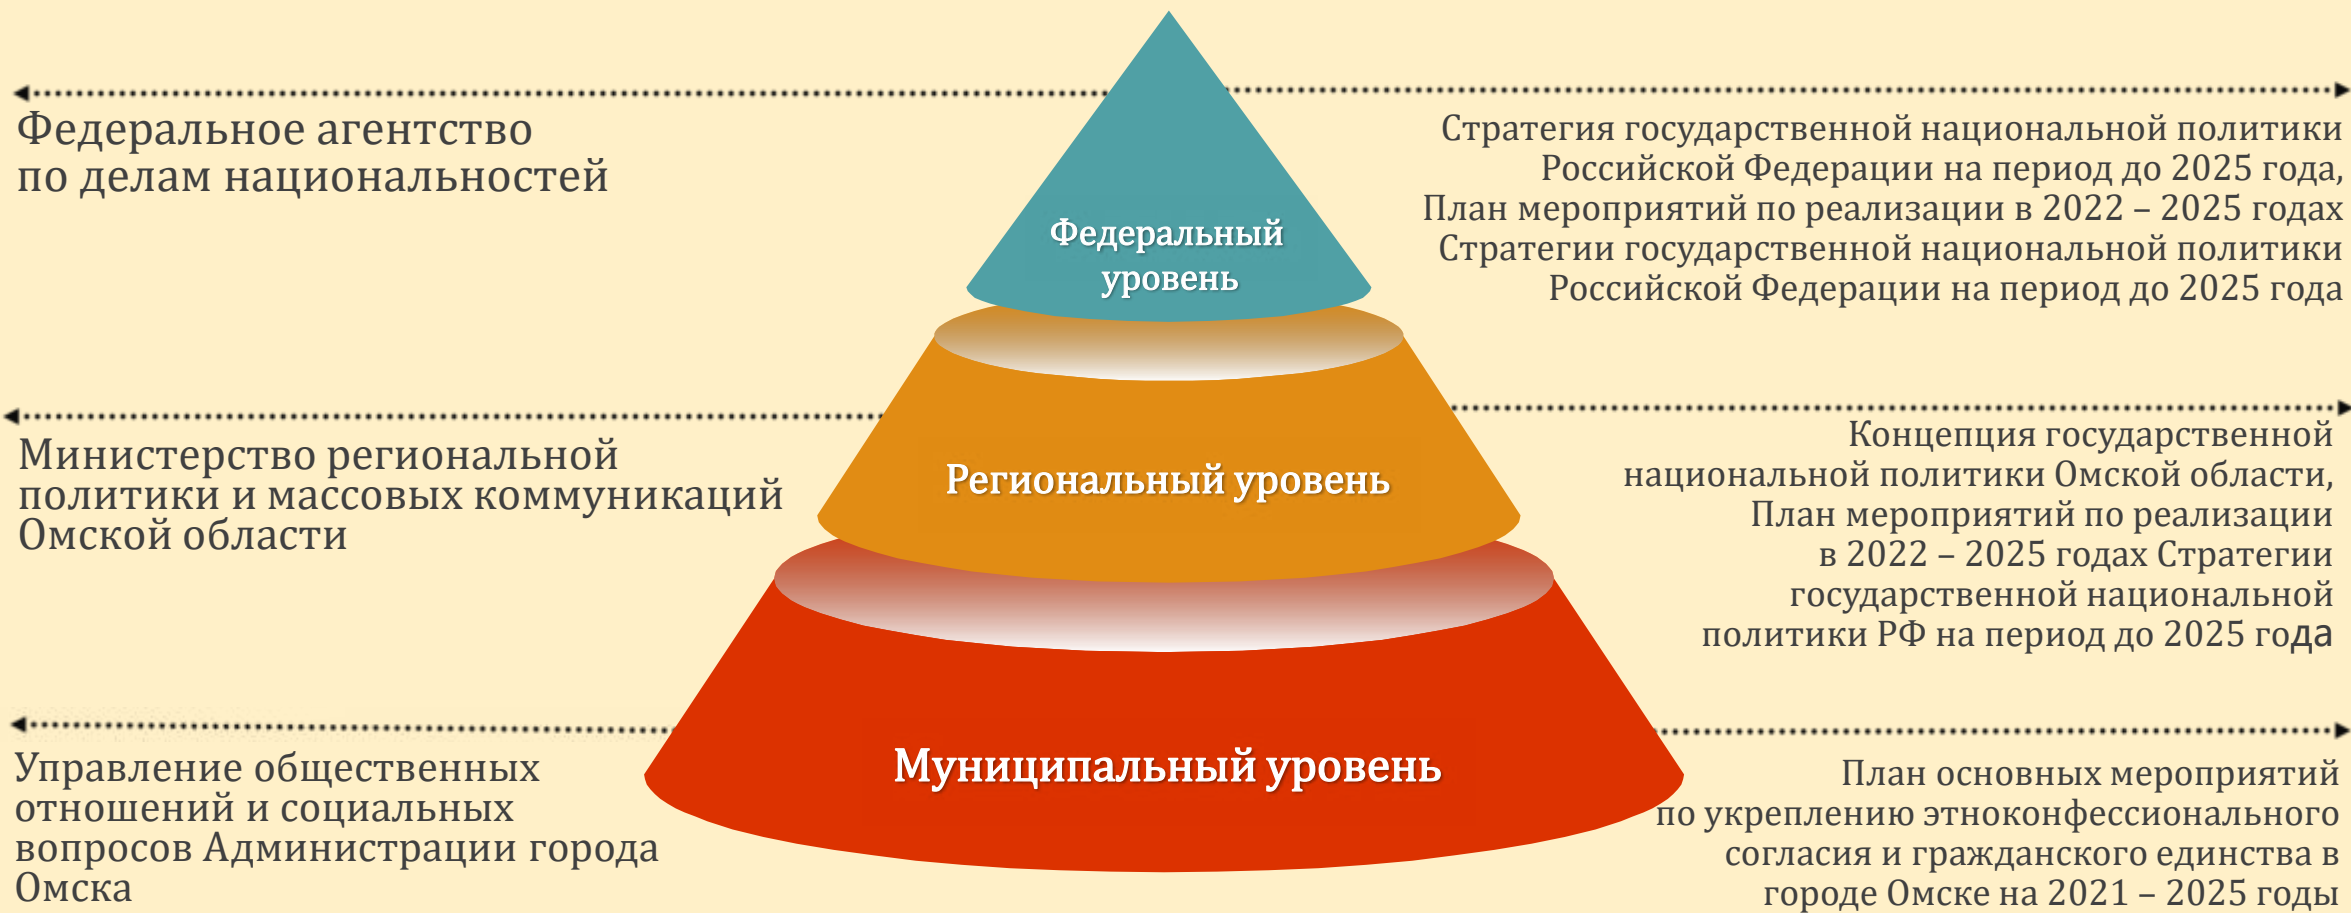 Федеральное агентство
по делам национальностей
Федеральный
уровень
Стратегия государственной национальной политики
Российской Федерации на период до 2025 года,
План мероприятий по реализации в 2022 – 2025 годах
Стратегии государственной национальной политики
Российской Федерации на период до 2025 года
Министерство региональной
политики и массовых коммуникаций
Омской области
Региональный уровень
Концепция государственной
национальной политики Омской области,
План мероприятий по реализации
в 2022 – 2025 годах Стратегии
государственной национальной
политики РФ на период до 2025 года
Управление общественных
отношений и социальных
вопросов Администрации города
Омска
Муниципальный уровень
План основных мероприятий
по укреплению этноконфессионального
согласия и гражданского единства в
городе Омске на 2021 – 2025 годы